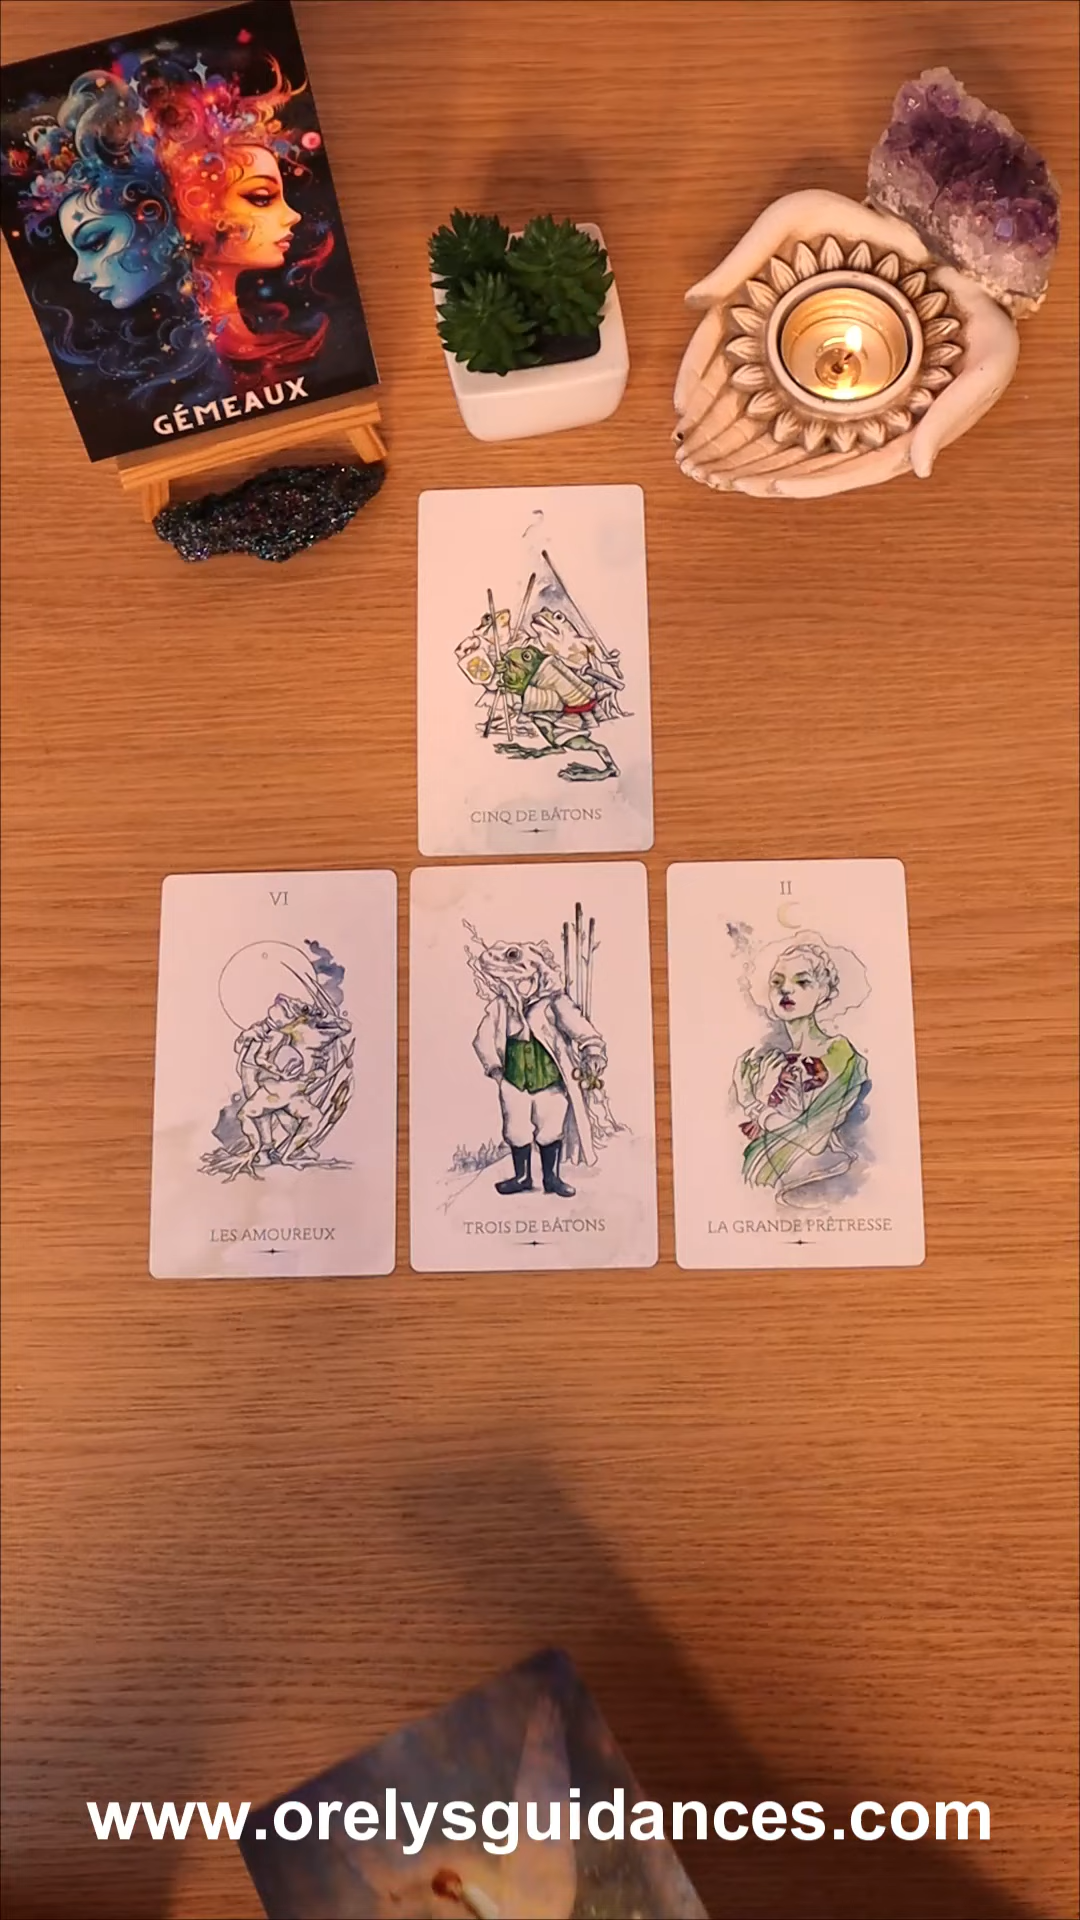 GÉMEAUX
CINQ DE BÂTONS
VI
LES AMOUREUX
TROIS DE BÂTONS
II
LA GRANDE PRÊTRESSE
www.orelysguidances.com